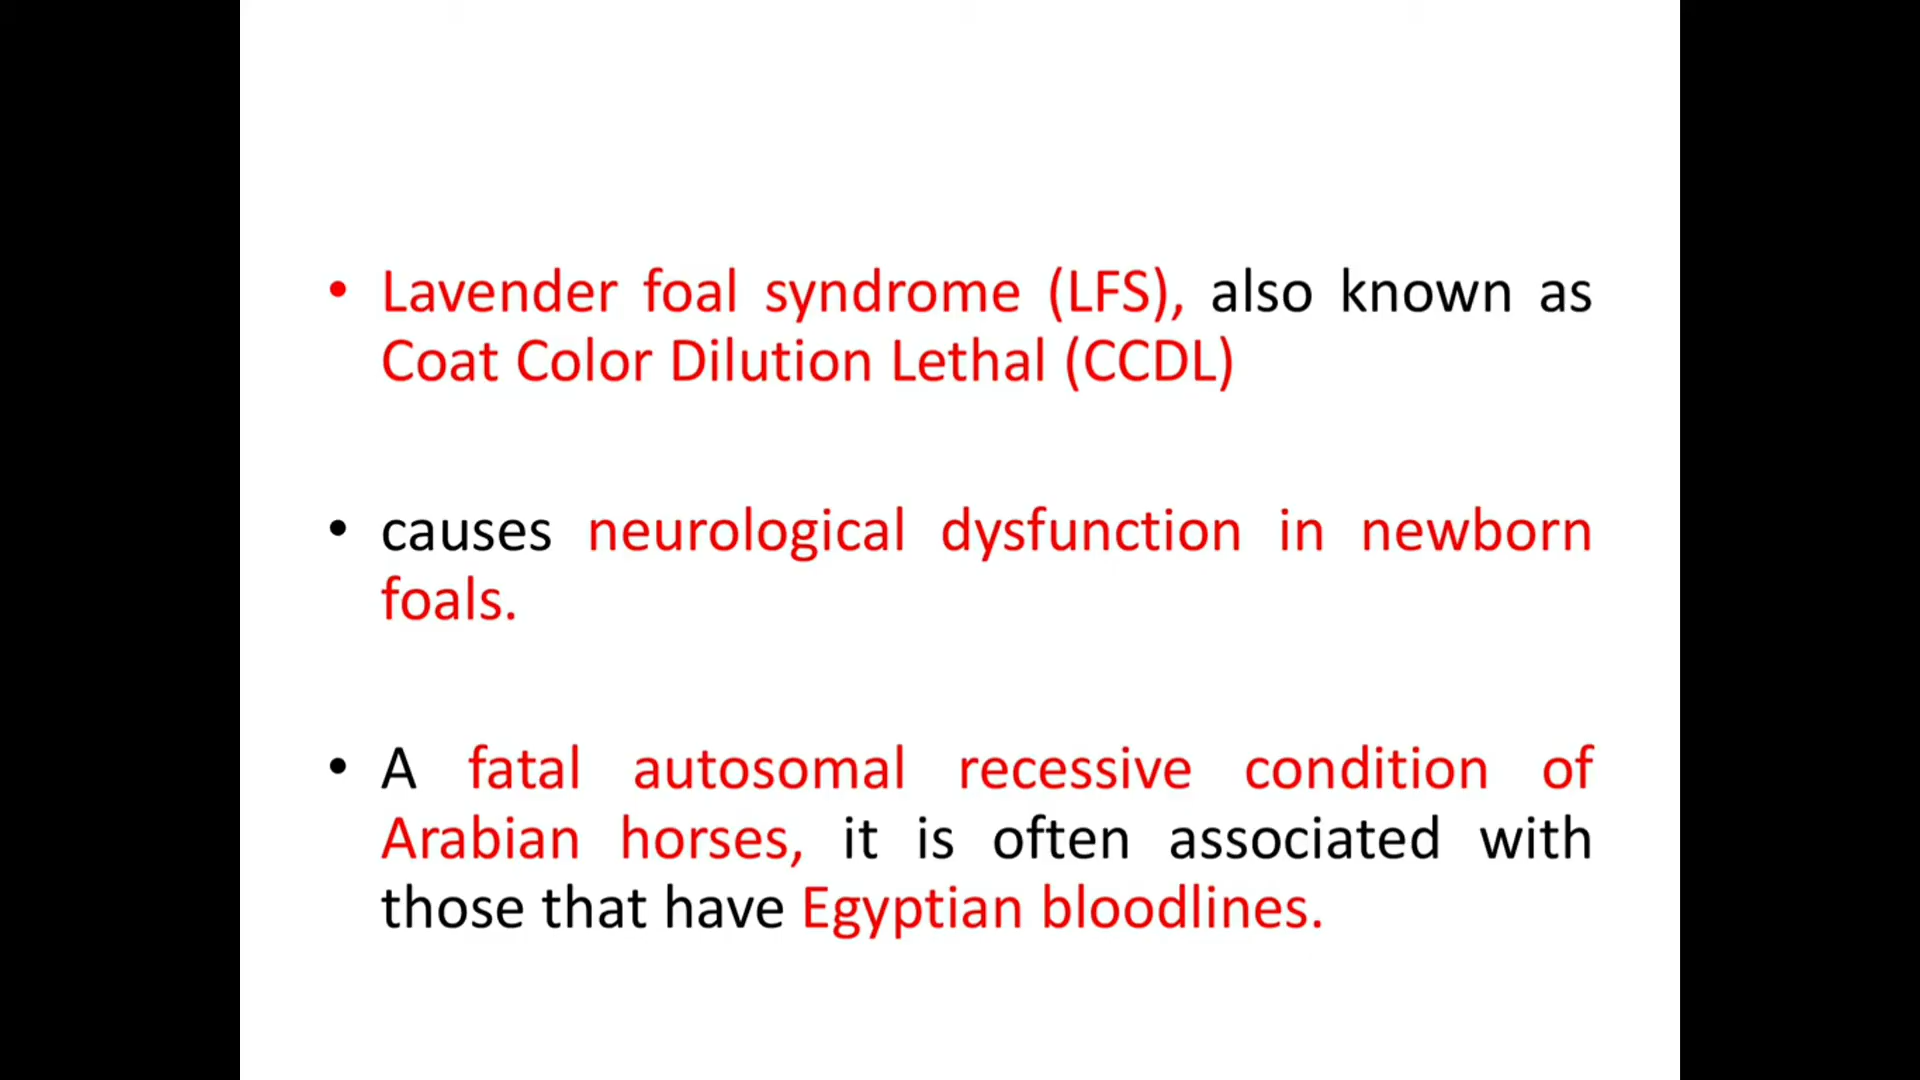 • Lavender foal syndrome (LFS), also known as
Coat Color Dilution Lethal (CCDL)
• causes neurological dysfunction in newborn
foals.
• A fatal autosomal recessive condition of
Arabian horses, it is often associated with
those that have Egyptian bloodlines.